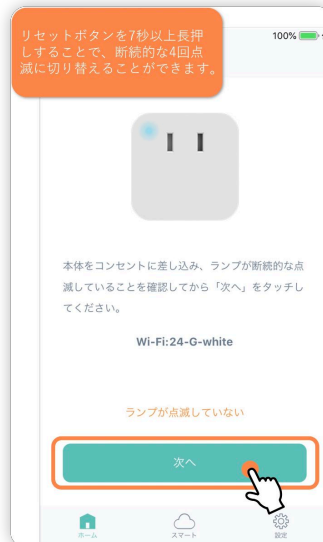 リセットボタンを7秒以上長押
しすることで、断続的な4回点
滅に切り替えることができます。
100%
本体をコンセントに差し込み、ランプが断続的な点
滅していることを確認してから「次へ」をタッチし
てください。
Wi-Fi:24-G-white
ランプが点滅していない
次へ
ホーム
スマート
設定